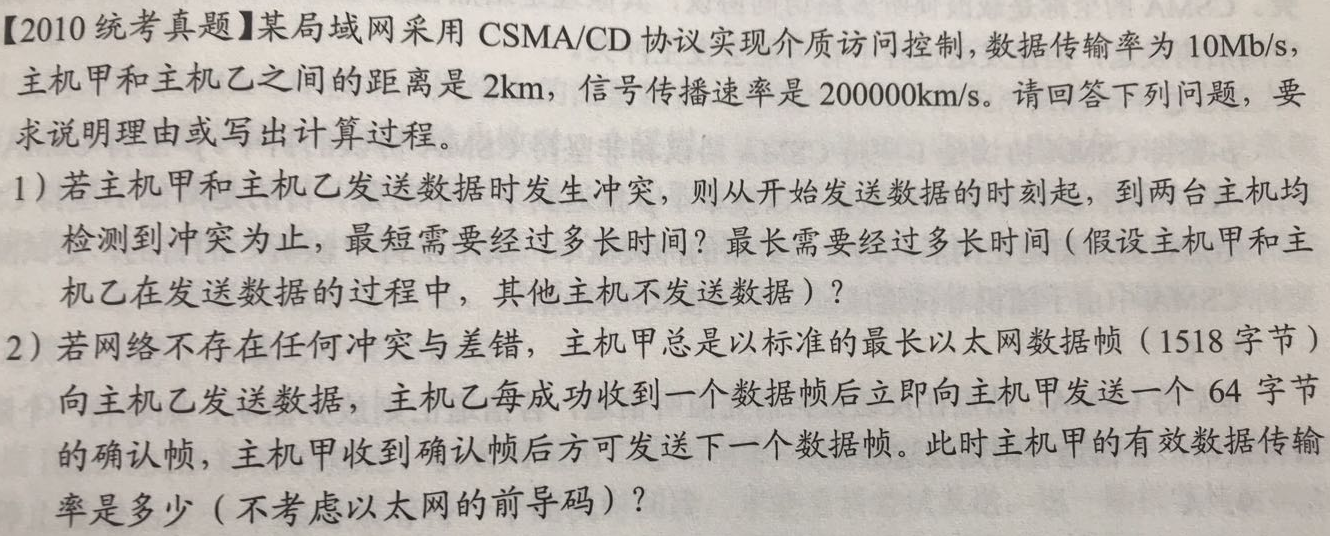 【2010 统考真题】某局域网采用 CSMA/CD 协议实现介质访问控制，数据传输率为 10Mb/s，
主机甲和主机乙之间的距离是 2km，信号传播速率是 200000km/s。请回答下列问题，要
求说明理由或写出计算过程。
1）若主机甲和主机乙发送数据时发生冲突，则从开始发送数据的时刻起，到两台主机均
检测到冲突为止，最短需要经过多长时间？最长需要经过多长时间（假设主机甲和主
机乙在发送数据的过程中，其他主机不发送数据）？
2）若网络不存在任何冲突与差错，主机甲总是以标准的最长以太网数据帧（1518 字节）
向主机乙发送数据，主机乙每成功收到一个数据帧后立即向主机甲发送一个 64 字节
的确认帧，主机甲收到确认帧后方可发送下一个数据帧。此时主机甲的有效数据传输
率是多少（不考虑以太网的前导码）？